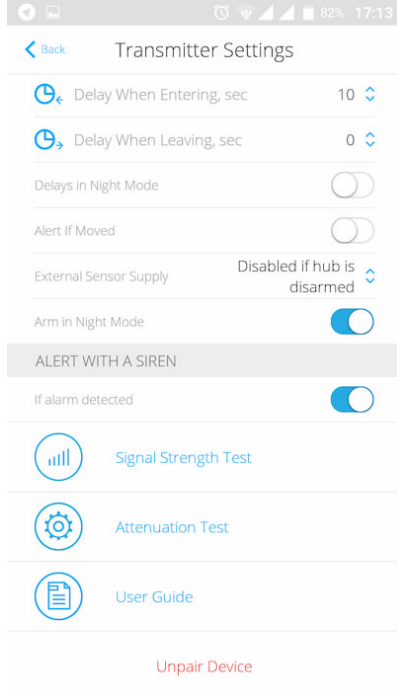 82% 17:13
Back Transmitter Settings
Delay When Entering, sec 10
Delay When Leaving, sec 0
Delays in Night Mode
Alert If Moved
External Sensor Supply Disabled if hub is
disarmed
Arm in Night Mode
ALERT WITH A SIREN
If alarm detected
Signal Strength Test
Attenuation Test
User Guide
Unpair Device